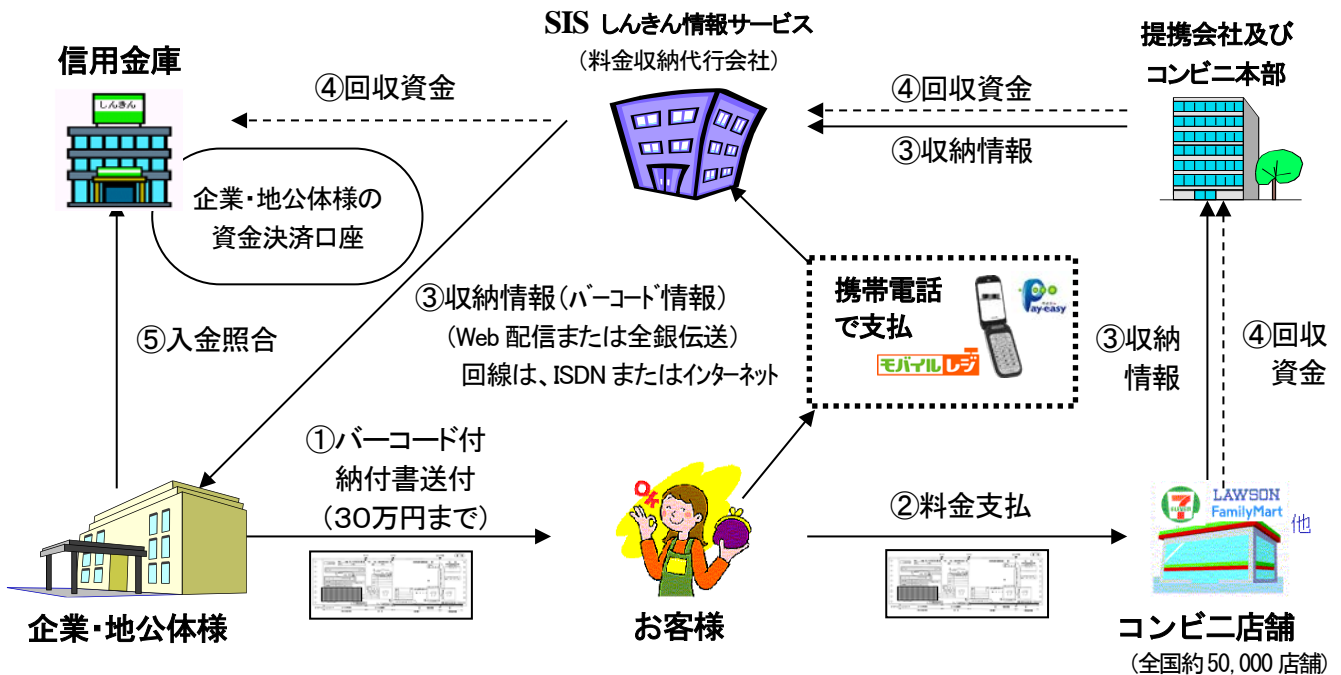 SIS しんきん情報サービス
(料金収納代行会社)
提携会社及び
コンビニ本部
信用金庫
しんきん
④回収資金
④回収資金
③収納情報
企業・地公体様の
資金決済口座
③収納情報(バーコード情報)
(Web 配信または全銀伝送)
回線は、ISDN またはインターネット
携帯電話
で支払
Pay-easy
モバイルレジ
⑤入金照合
③収納
情報
④回収
資金
①バーコード付
納付書送付
(30万円まで)
OK
②料金支払
LAWSON
FamilyMart
他
企業・地公体様
お客様
コンビニ店舗
(全国約50,000 店舗)